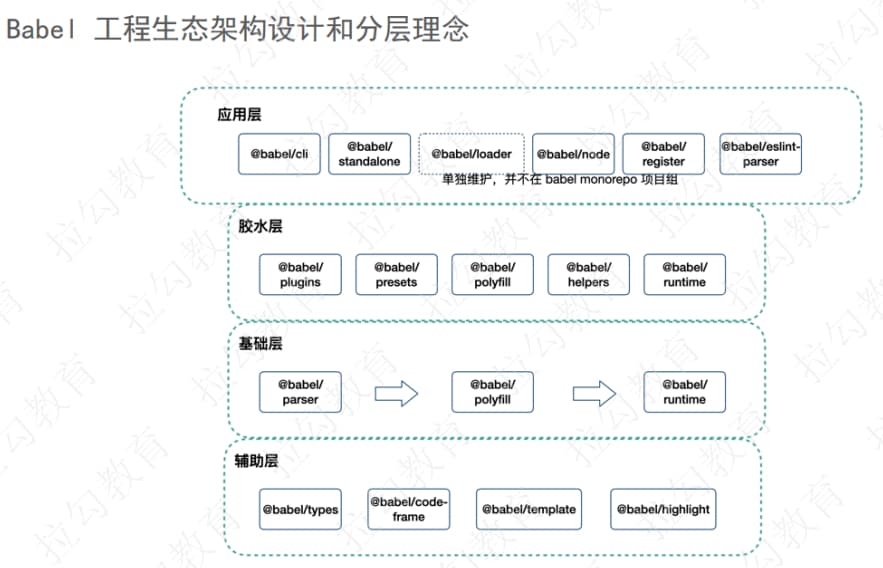 Babel 工程生态架构设计和分层理念
应用层
@babel/cli
@babel/
standalone
@babel/loader
@babel/node
@babel/
register
@babel/eslint-
parser
单独维护，并不在 babel monorepo 项目组
胶水层
@babel/
plugins
@babel/
presets
@babel/
polyfill
@babel/
helpers
@babel/
runtime
基础层
@babel/
parser
@babel/
polyfill
@babel/
runtime
辅助层
@babel/types
@babel/code-
frame
@babel/template
@babel/highlight
拉勾教育